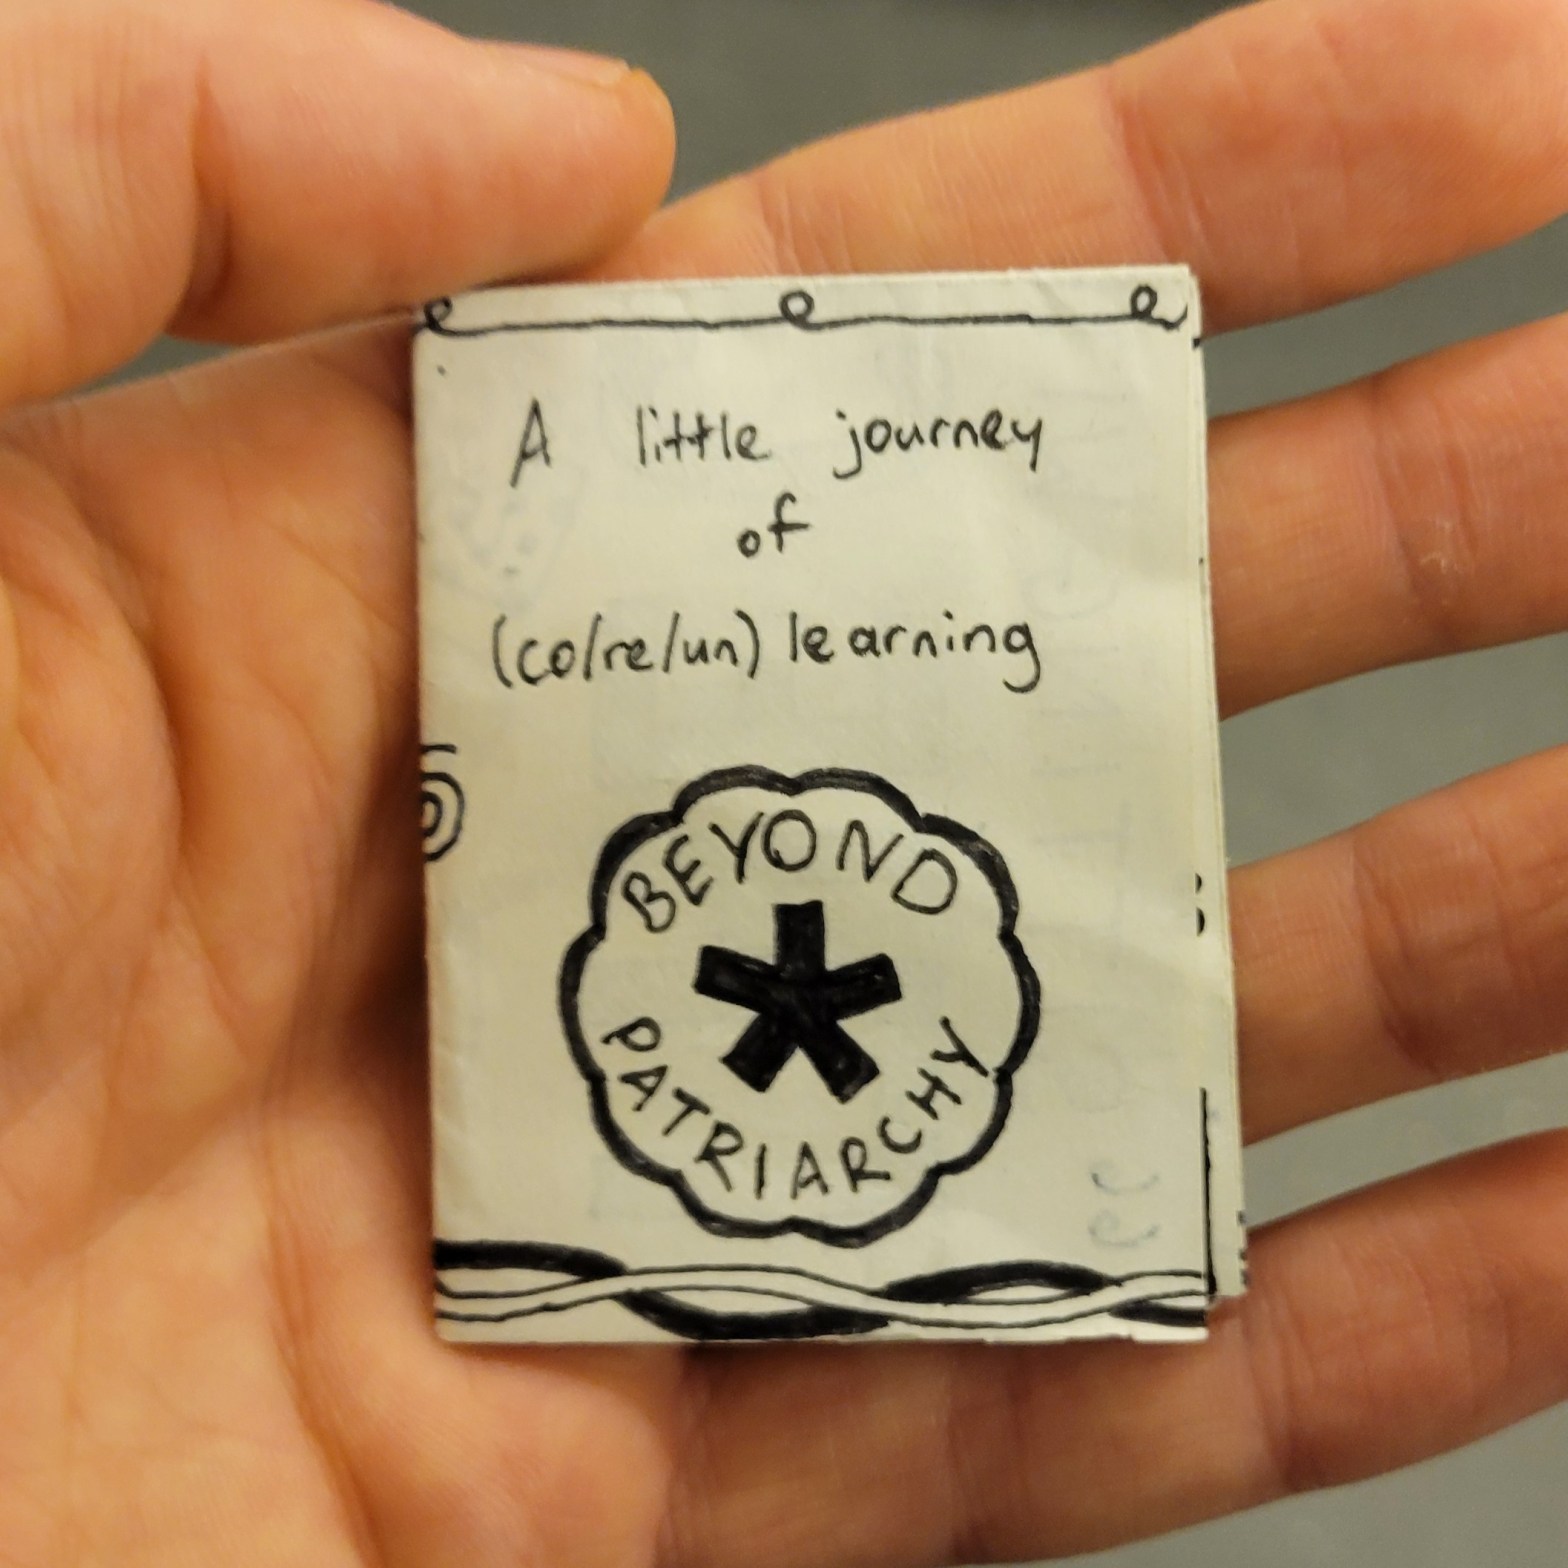 A little journey
of
(co/re/un) learning
BEYOND
PATRIARCHY